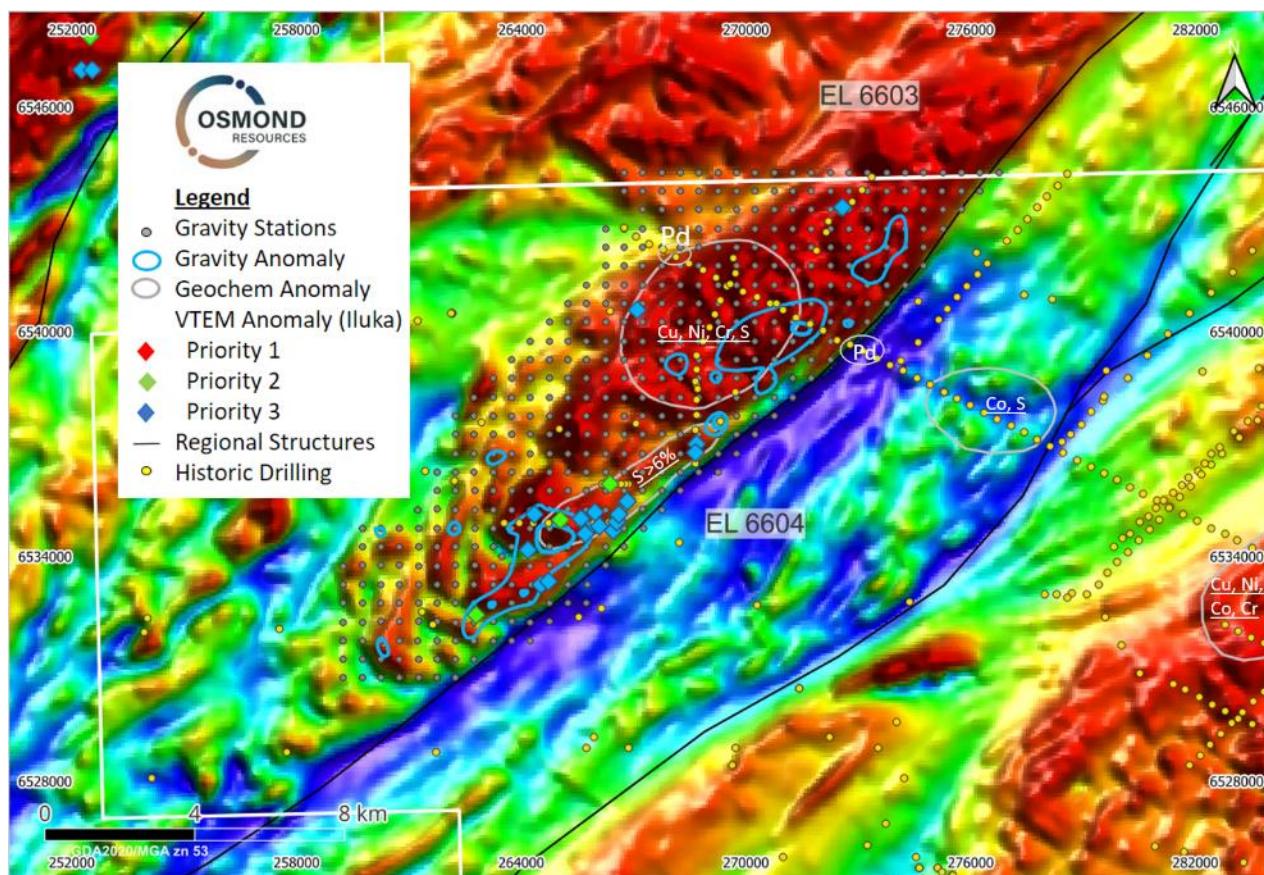 252000 258000 264000 270000 276000 282000
N
6546000 6546000
EL 6603
OSMOND
RESOURCES
Legend
Gravity Stations
Gravity Anomaly
Geochem Anomaly
VTEM Anomaly (Iluka)
Priority 1
Priority 2
Priority 3
Regional Structures
Historic Drilling
Pd
Cu, Ni, Cr, S
6540000
Pd
Co, S
S>6%
EL 6604
6534000 6534000
Cu, Ni,
Co, Cr
6528000 6528000
0 4 8 km
GDA2020/MGA zn 53
252000 258000 264000 270000 276000 282000